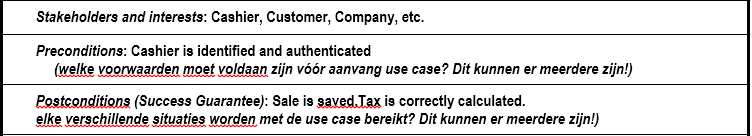 Stakeholders and interests: Cashier, Customer, Company, etc.
Preconditions: Cashier is identified and authenticated
(welke voorwaarden moet voldaan zijn vóór aanvang use case? Dit kunnen er meerdere zijn!)
Postconditions (Success Guarantee): Sale is saved.Tax is correctly calculated.
elke verschillende situaties worden met de use case bereikt? Dit kunnen er meerdere zijn!)